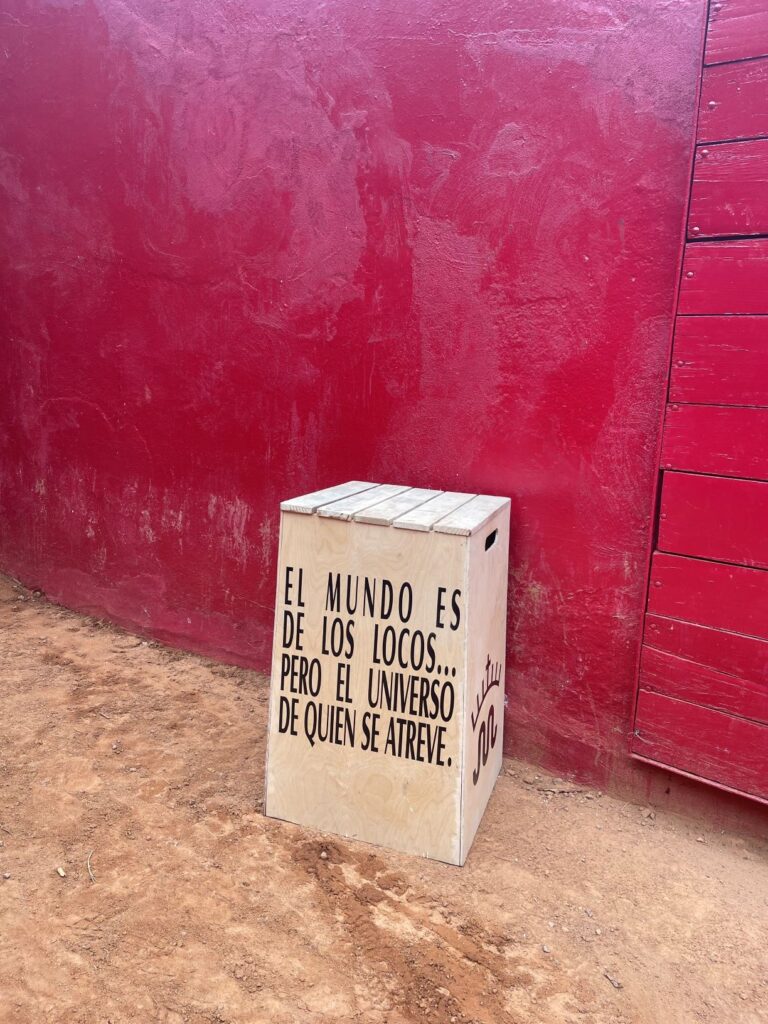 EL MUNDO ES
DE LOS LOCOS...
PERO EL UNIVERSO
DE QUIEN SE ATREVE.